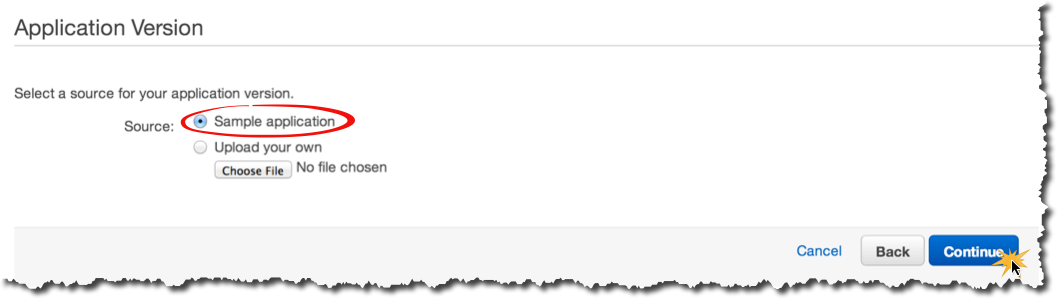 Application Version
Select a source for your application version.
Source: Sample application
Upload your own
Choose File No file chosen
Cancel Back Continue